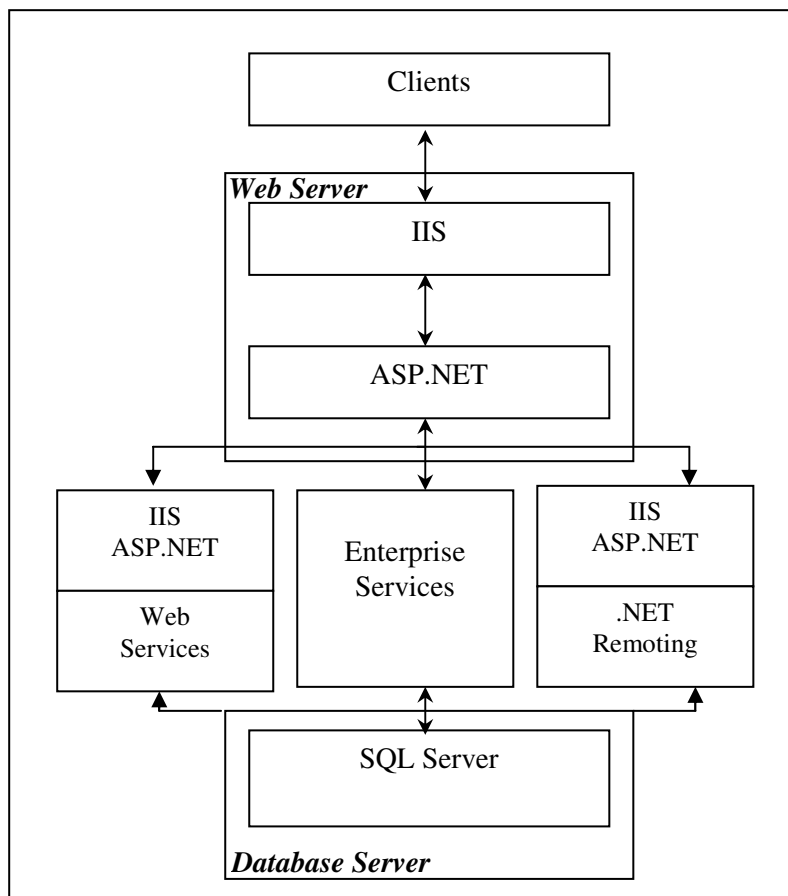 Clients
Web Server
IIS
ASP.NET
IIS
ASP.NET
Web
Services
Enterprise
Services
IIS
ASP.NET
.NET
Remoting
SQL Server
Database Server